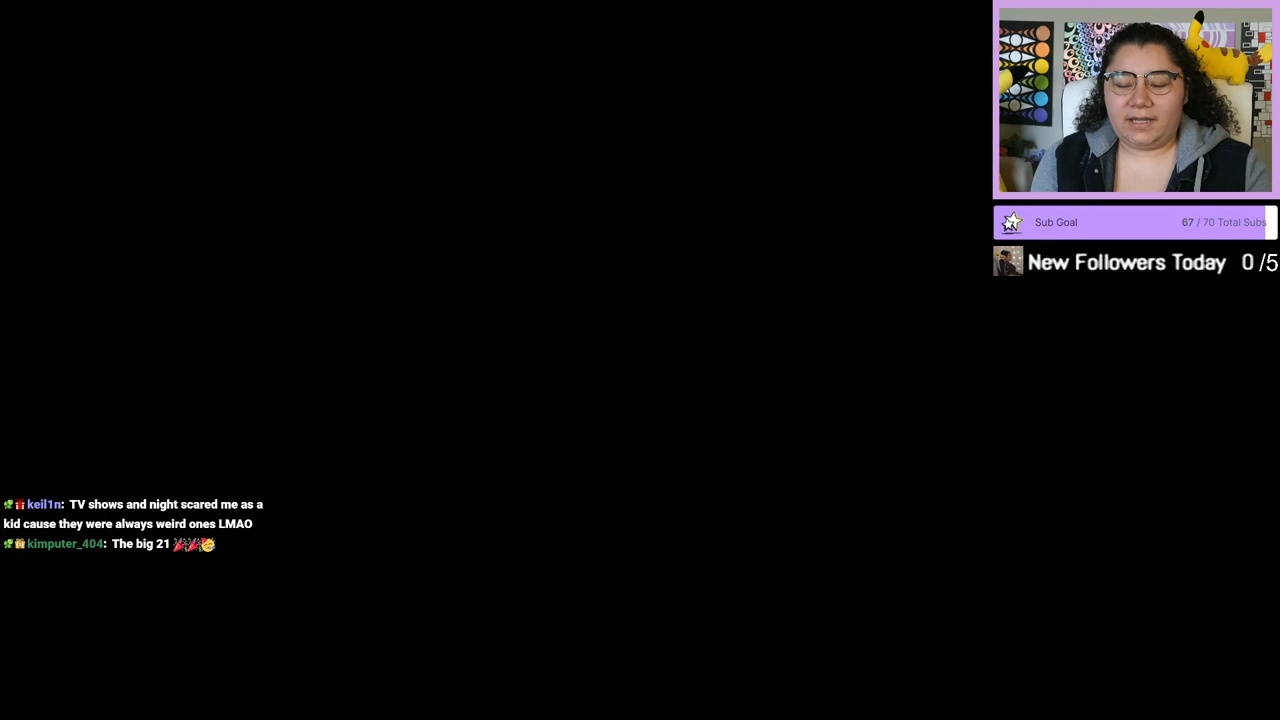 Sub Goal
67 / 70 Total Subs
New Followers Today 0 /5
keil1n: TV shows and night scared me as a
kid cause they were always weird ones LMAO
kimputer_404: The big 21 🎉🎉🥳